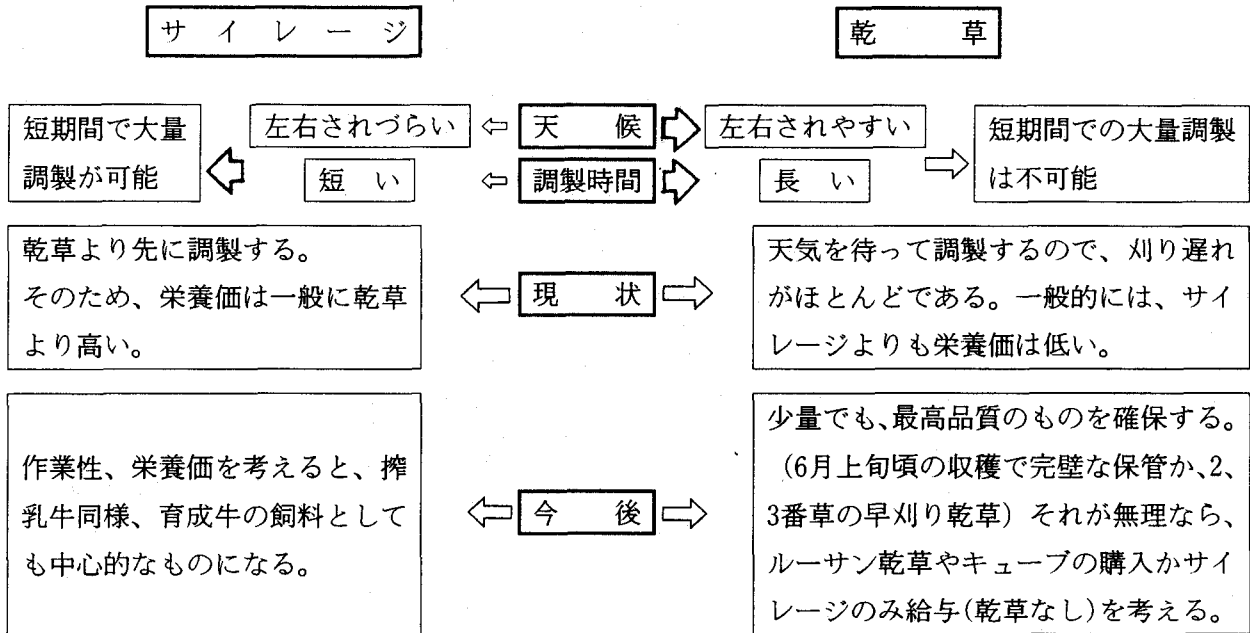 サイレージ
乾草
短期間で大量
調製が可能
左右されづらい
天候
左右されやすい
短期間での大量調製
は不可能
短い
調製時間
長い
乾草より先に調製する。
そのため、栄養価は一般に乾草
より高い。
現状
天気を待って調製するので、刈り遅れ
がほとんどである。一般的には、サイ
レージよりも栄養価は低い。
作業性、栄養価を考えると、搾
乳牛同様、育成牛の飼料として
も中心的なものになる。
今後
少量でも、最高品質のものを確保する。
(6月上旬頃の収穫で完璧な保管か、2、
3番草の早刈り乾草)それが無理なら、
ルーサン乾草やキューブの購入かサイ
レージのみ給与(乾草なし)を考える。